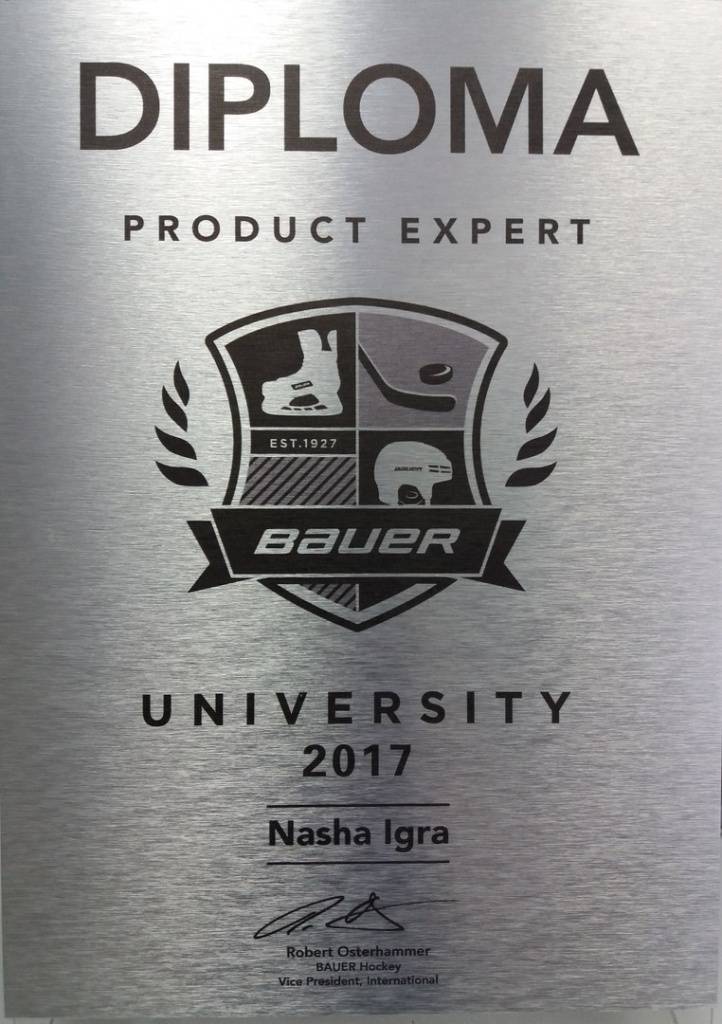 DIPLOMA
PRODUCT EXPERT
EST.1927
BAUER
UNIVERSITY
2017
Nasha Igra
Robert Osterhammer
BAUER Hockey
Vice President, International